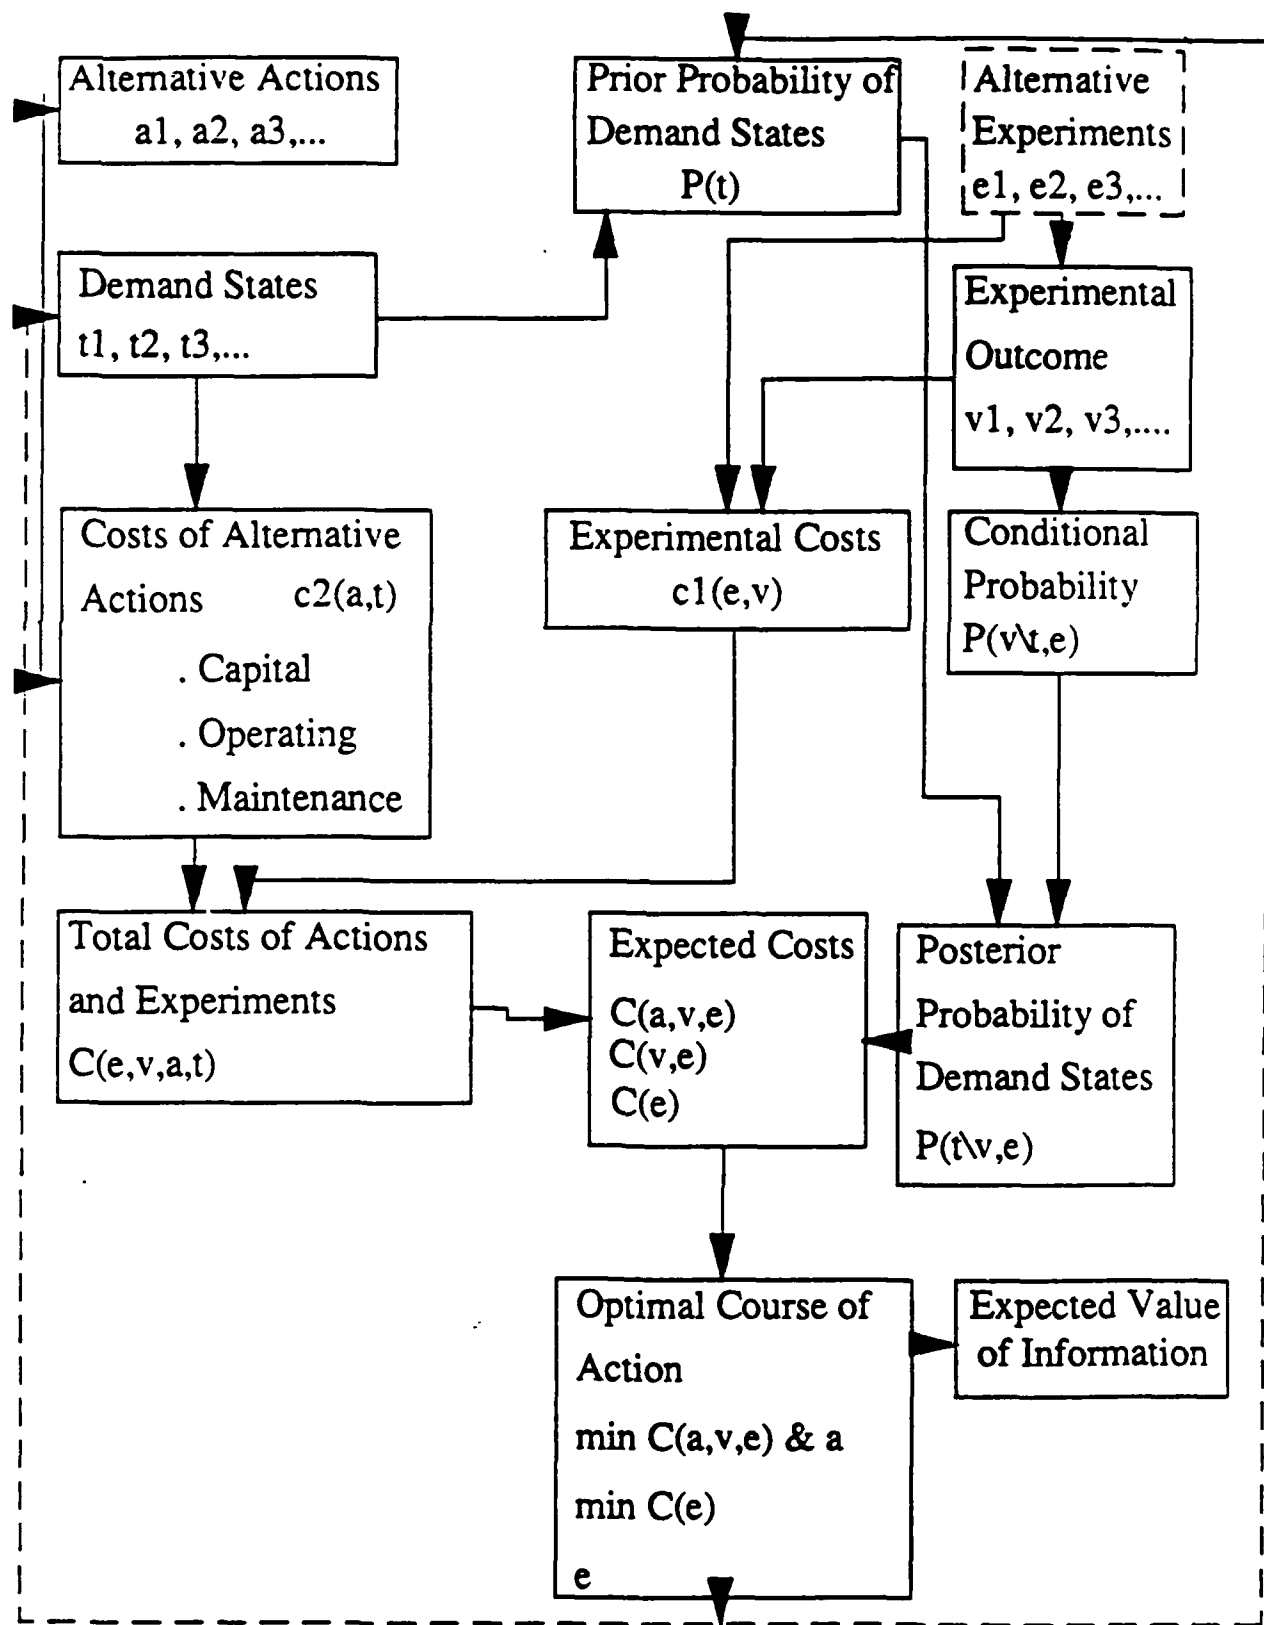 Alternative Actions
a1, a2, a3,...
Prior Probability of
Demand States
P(t)
Alternative
Experiments
e1, e2, e3,...
Demand States
t1, t2, t3,...
Experimental
Outcome
v1, v2, v3,....
Costs of Alternative
Actions c2(a,t)
. Capital
. Operating
. Maintenance
Experimental Costs
c1(e,v)
Conditional
Probability
P(v\t,e)
Total Costs of Actions
and Experiments
C(e,v,a,t)
Expected Costs
C(a,v,e)
C(v,e)
C(e)
Posterior
Probability of
Demand States
P(t\v,e)
Optimal Course of
Action
min C(a,v,e) & a
min C(e)
e
Expected Value
of Information